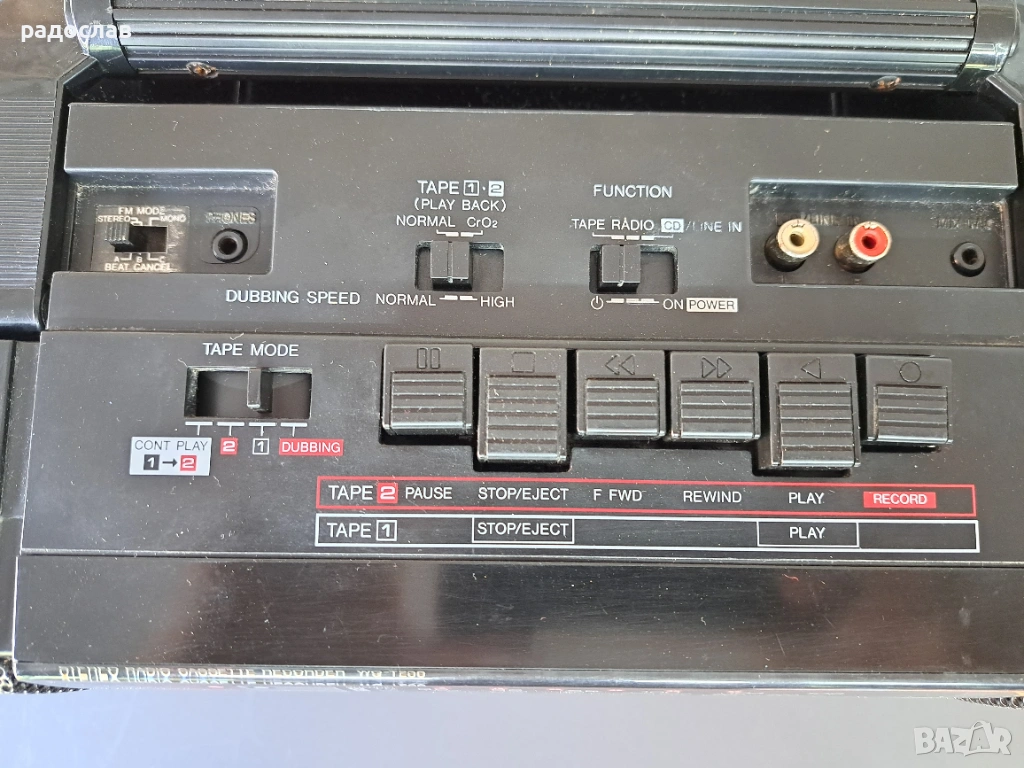 радослав
TAPE 1·2
(PLAY BACK)
NORMAL CrO2
FUNCTION
TAPE RADIO CD/LINE IN
FM MODE
STEREO MONO
A B C
BEAT CANCEL
DUBBING SPEED NORMAL HIGH
ON POWER
TAPE MODE
CONT PLAY
1→2
2
1
DUBBING
TAPE 2 PAUSE STOP/EJECT F FWD REWIND PLAY RECORD
TAPE 1 STOP/EJECT PLAY
BAZAR